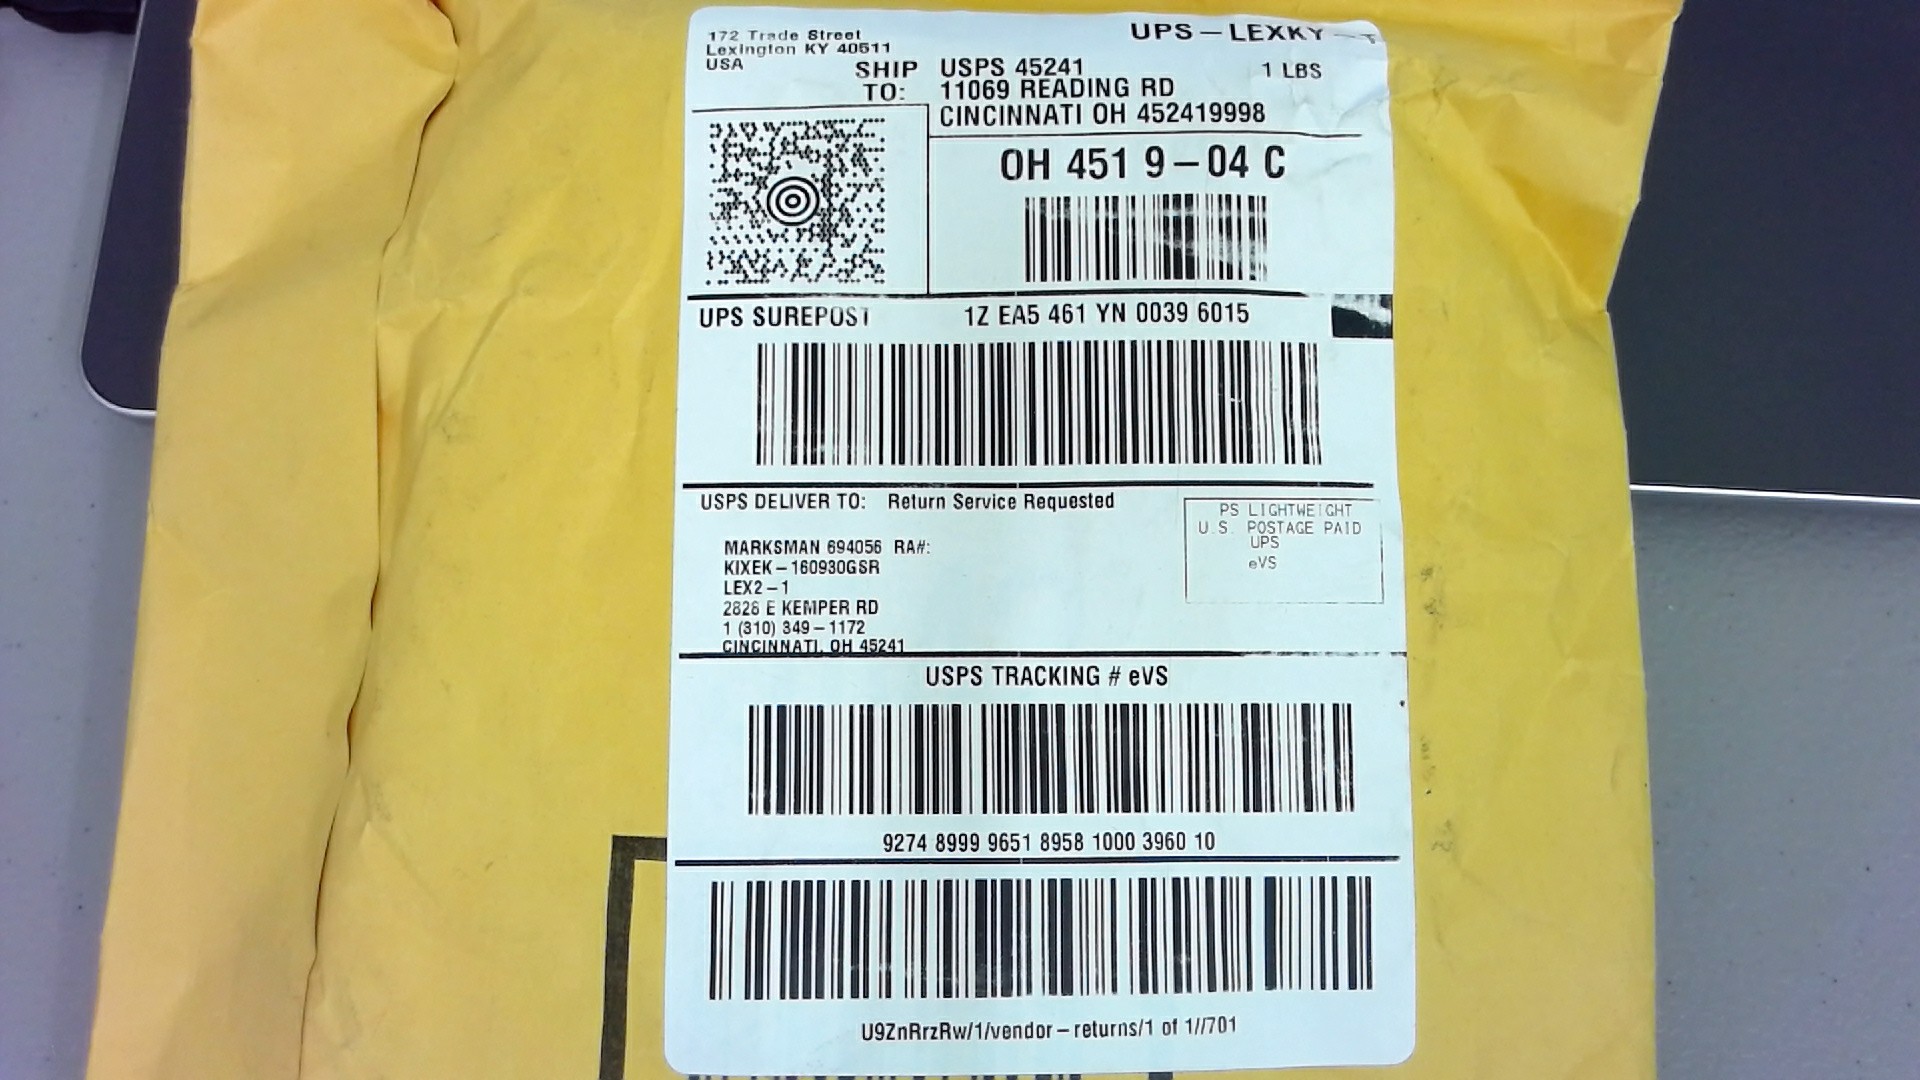 172 Trade Street
Lexington KY 40511
USA
UPS-LEXKY-T
1 LBS
SHIP TO:
USPS 45241
11069 READING RD
CINCINNATI OH 452419998
OH 451 9-04 C
UPS SUREPOST 1Z EA5 461 YN 0039 6015
USPS DELIVER TO: Return Service Requested
PS LIGHTWEIGHT
U.S. POSTAGE PAID
UPS
eVS
MARKSMAN 694056 RA#:
KIXEK-160930GSR
LEX2-1
2828 E KEMPER RD
1 (310) 349-1172
CINCINNATI, OH 45241
USPS TRACKING # eVS
9274 8999 9651 8958 1000 3960 10
U9ZnRrzRw/1/vendor-returns/1 of 1//701